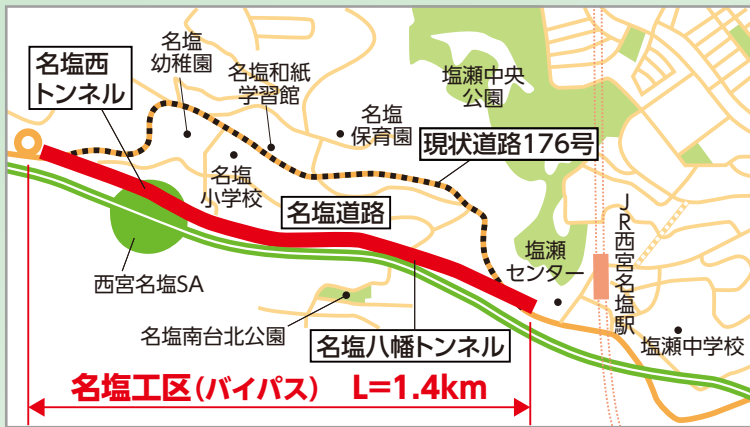 名塩西
トンネル
名塩
幼稚園
名塩和紙
学習館
名塩
保育園
塩瀬中央
公園
現状道路176号
名塩
小学校
名塩道路
西宮名塩SA
名塩南台北公園
塩瀬
センター
JR西宮名塩駅
名塩八幡トンネル
塩瀬中学校
名塩工区(バイパス) L=1.4km